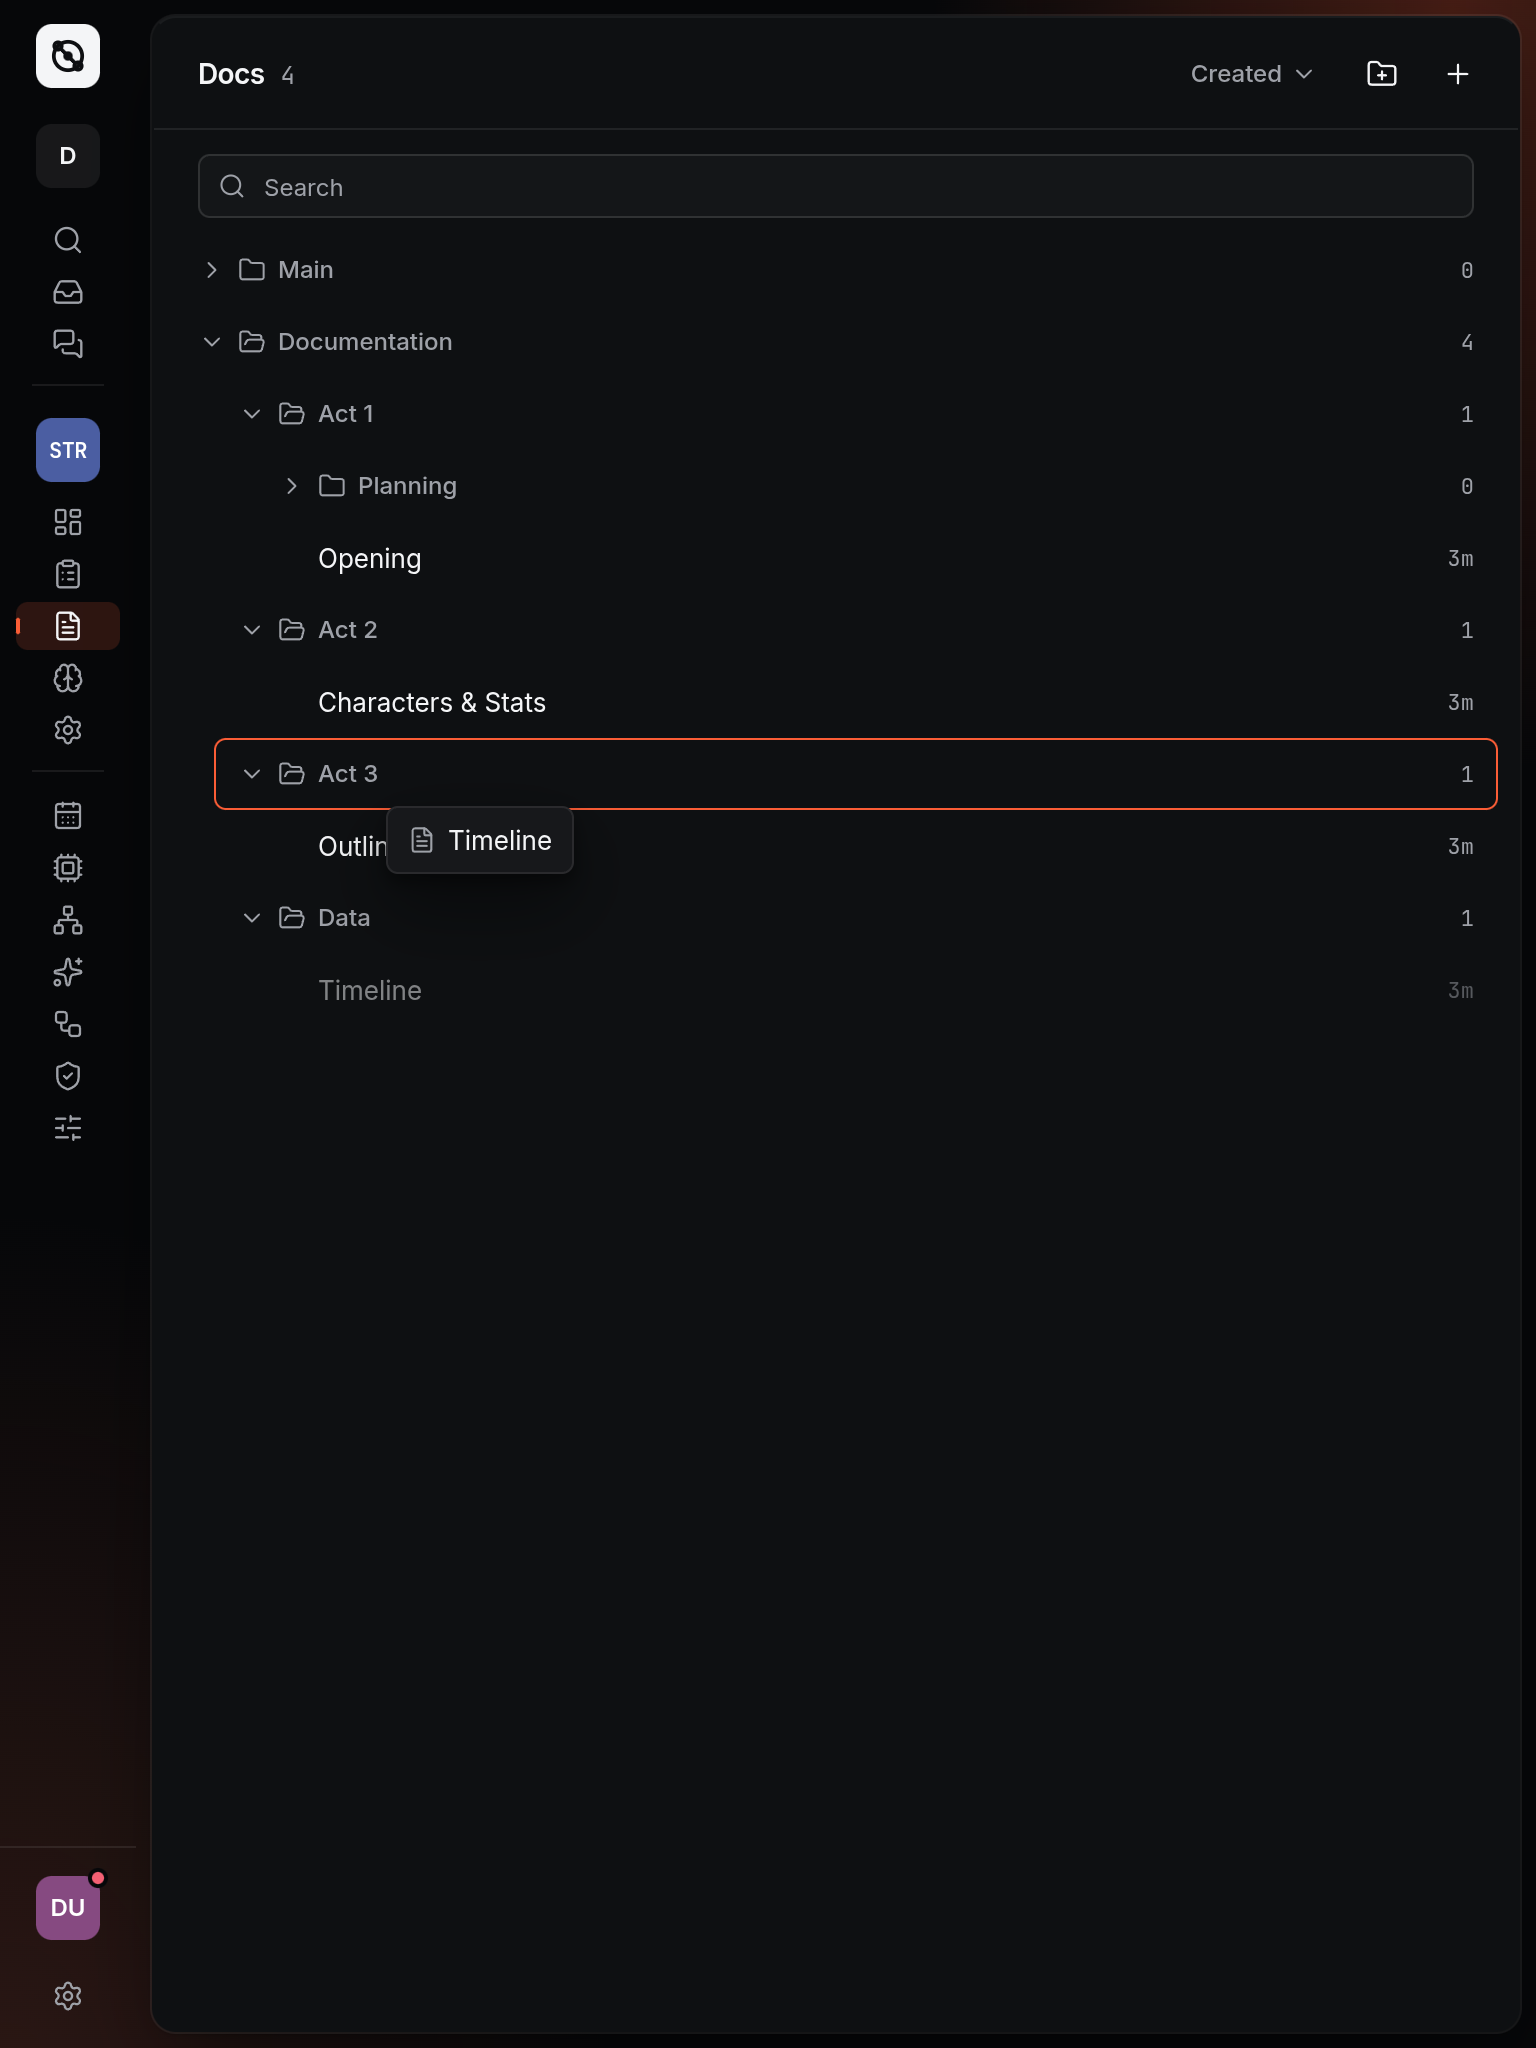 Docs 4 Created
D
Search
Main 0
Documentation 4
Act 1 1
STR
Planning 0
Opening 3m
Act 2 1
Characters & Stats 3m
Act 3 1
Timeline
Outlin 3m
Data 1
Timeline 3m
DU